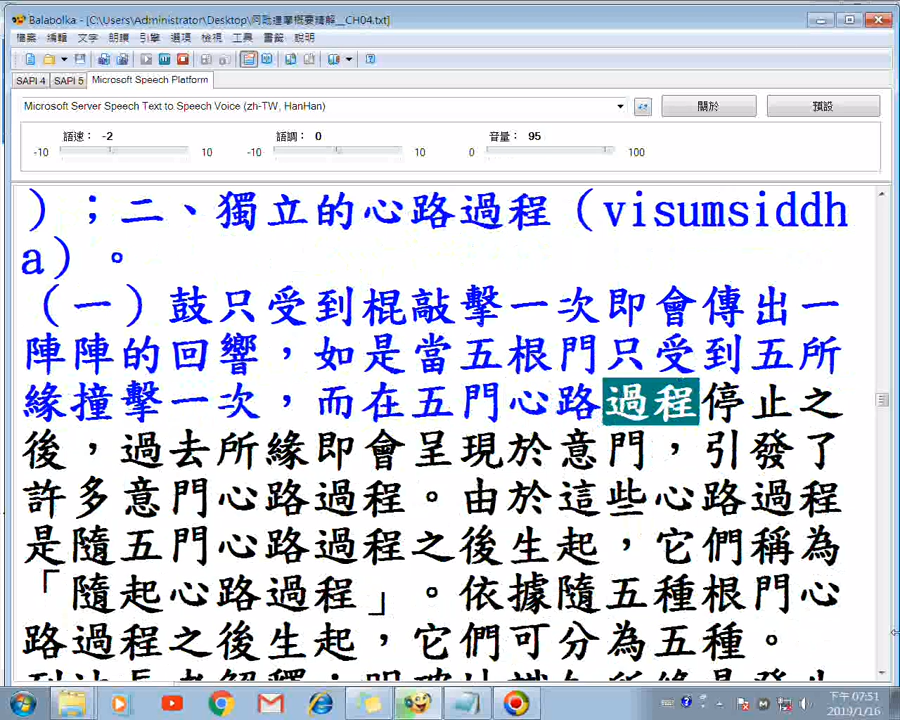 Balabolka - [C:\Users\Administrator\Desktop\阿毗達摩概要精解__CH04.txt]
檔案 編輯 文字 朗讀 引擎 選項 檢視 工具 書籤 說明
SAPI 4 SAPI 5 Microsoft Speech Platform
Microsoft Server Speech Text to Speech Voice (zh-TW, HanHan) 關於 預設
語速： -2 語調： 0 音量： 95
-10 10 -10 10 0 100
）；二、獨立的心路過程（visumsiddh
a）。
（一）鼓只受到棍敲擊一次即會傳出一
陣陣的回響，如是當五根門只受到五所
緣撞擊一次，而在五門心路過程停止之
後，過去所緣即會呈現於意門，引發了
許多意門心路過程。由於這些心路過程
是隨五門心路過程之後生起，它們稱為
「隨起心路過程」。依據隨五種根門心
路過程之後生起，它們可分為五種。
下午 07:51
2019/1/16